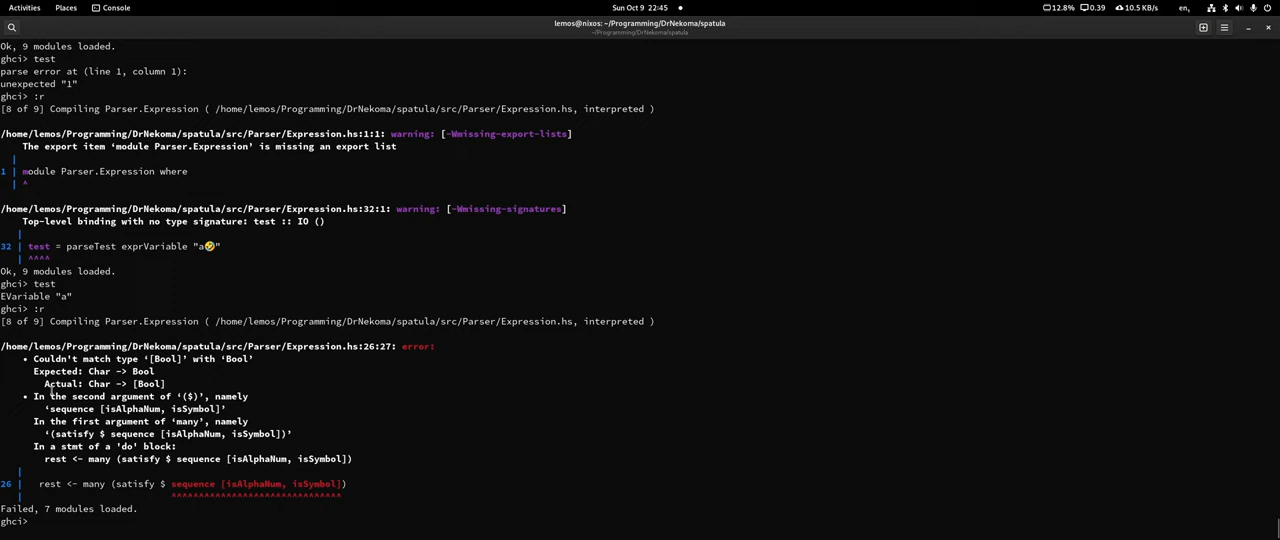 Activities Places Console Sun Oct 9 22:45 12.8% 0.39 10.5 KB/s en₁
lemos@nixos: ~/Programming/DrNekoma/spatula
~/Programming/DrNekoma/spatula
Ok, 9 modules loaded.
ghci> test
parse error at (line 1, column 1):
unexpected "1"
ghci> :r
[8 of 9] Compiling Parser.Expression ( /home/lemos/Programming/DrNekoma/spatula/src/Parser/Expression.hs, interpreted )
/home/lemos/Programming/DrNekoma/spatula/src/Parser/Expression.hs:1:1: warning: [-Wmissing-export-lists]
The export item ‘module Parser.Expression’ is missing an export list
|
1 | module Parser.Expression where
| ^
/home/lemos/Programming/DrNekoma/spatula/src/Parser/Expression.hs:32:1: warning: [-Wmissing-signatures]
Top-level binding with no type signature: test :: IO ()
|
32 | test = parseTest exprVariable "a🤣"
| ^^^^
Ok, 9 modules loaded.
ghci> test
EVariable "a"
ghci> :r
[8 of 9] Compiling Parser.Expression ( /home/lemos/Programming/DrNekoma/spatula/src/Parser/Expression.hs, interpreted )
/home/lemos/Programming/DrNekoma/spatula/src/Parser/Expression.hs:26:27: error:
• Couldn't match type ‘[Bool]’ with ‘Bool’
Expected: Char -> Bool
Actual: Char -> [Bool]
• In the second argument of ‘($)’, namely
‘sequence [isAlphaNum, isSymbol]’
In the first argument of ‘many’, namely
‘(satisfy $ sequence [isAlphaNum, isSymbol])’
In a stmt of a 'do' block:
rest <- many (satisfy $ sequence [isAlphaNum, isSymbol])
|
26 | rest <- many (satisfy $ sequence [isAlphaNum, isSymbol])
| ^^^^^^^^^^^^^^^^^^^^^^^^^^^^^^^
Failed, 7 modules loaded.
ghci>